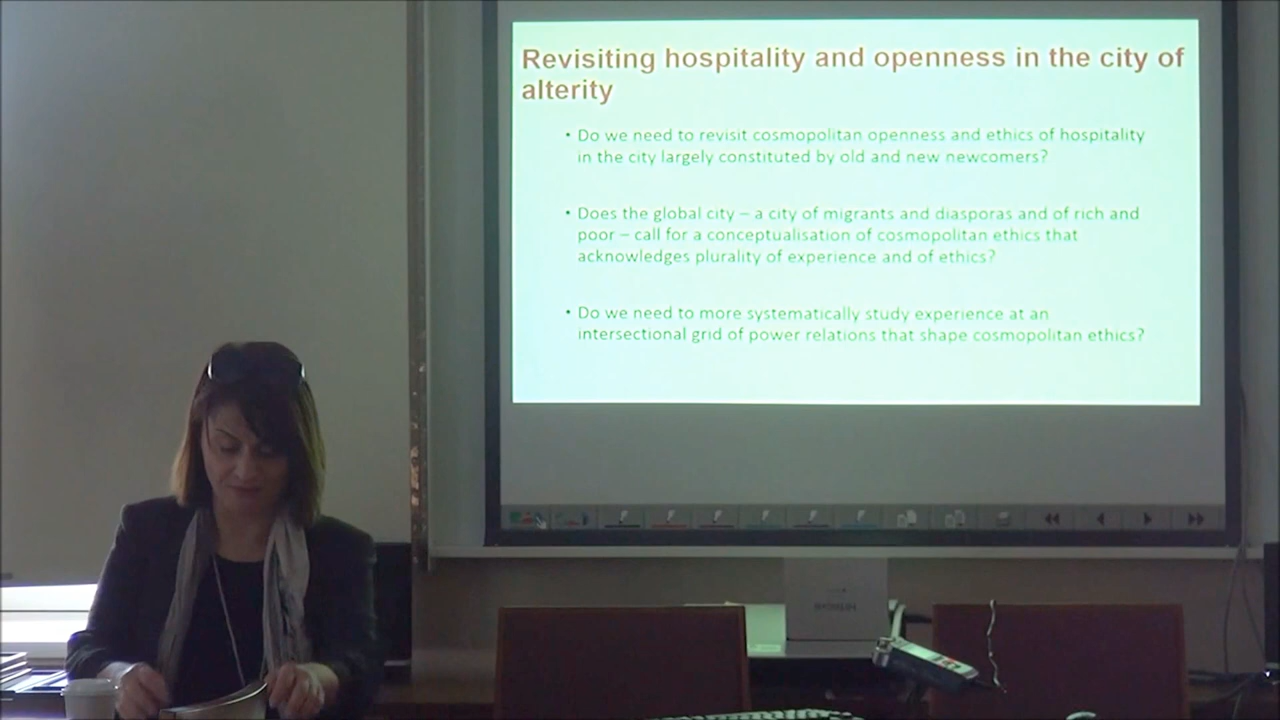 Revisiting hospitality and openness in the city of
alterity
• Do we need to revisit cosmopolitan openness and ethics of hospitality
in the city largely constituted by old and new newcomers?
• Does the global city – a city of migrants and diasporas and of rich and
poor – call for a conceptualisation of cosmopolitan ethics that
acknowledges plurality of experience and of ethics?
• Do we need to more systematically study experience at an
intersectional grid of power relations that shape cosmopolitan ethics?
HITACHI